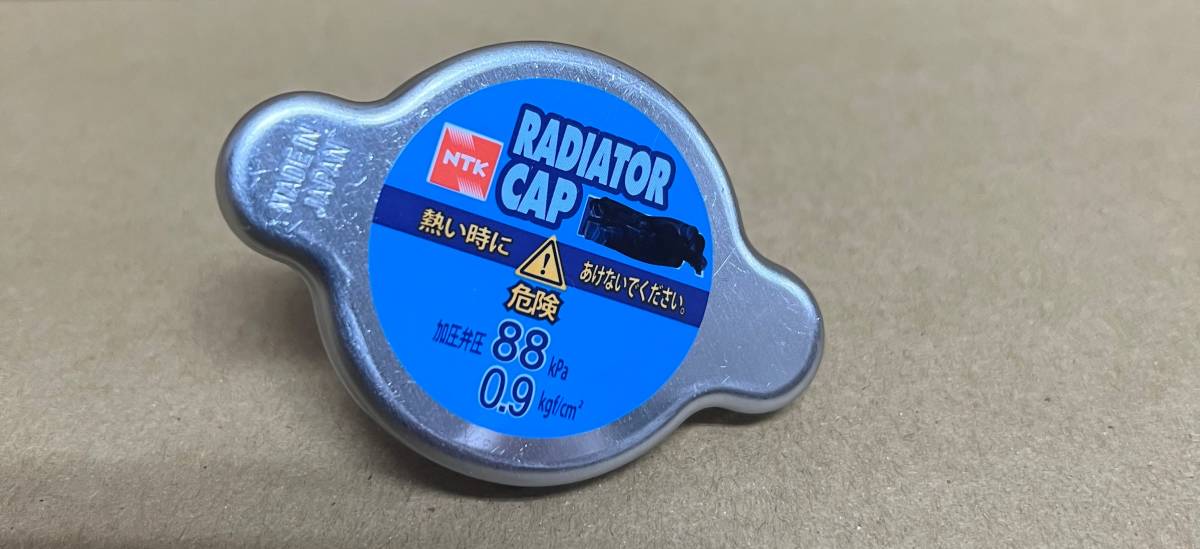 MADE IN
JAPAN
NTK
RADIATOR
CAP
熱い時に
あけないでください。
危険
加圧弁圧 88 kPa
0.9 kgf/cm²